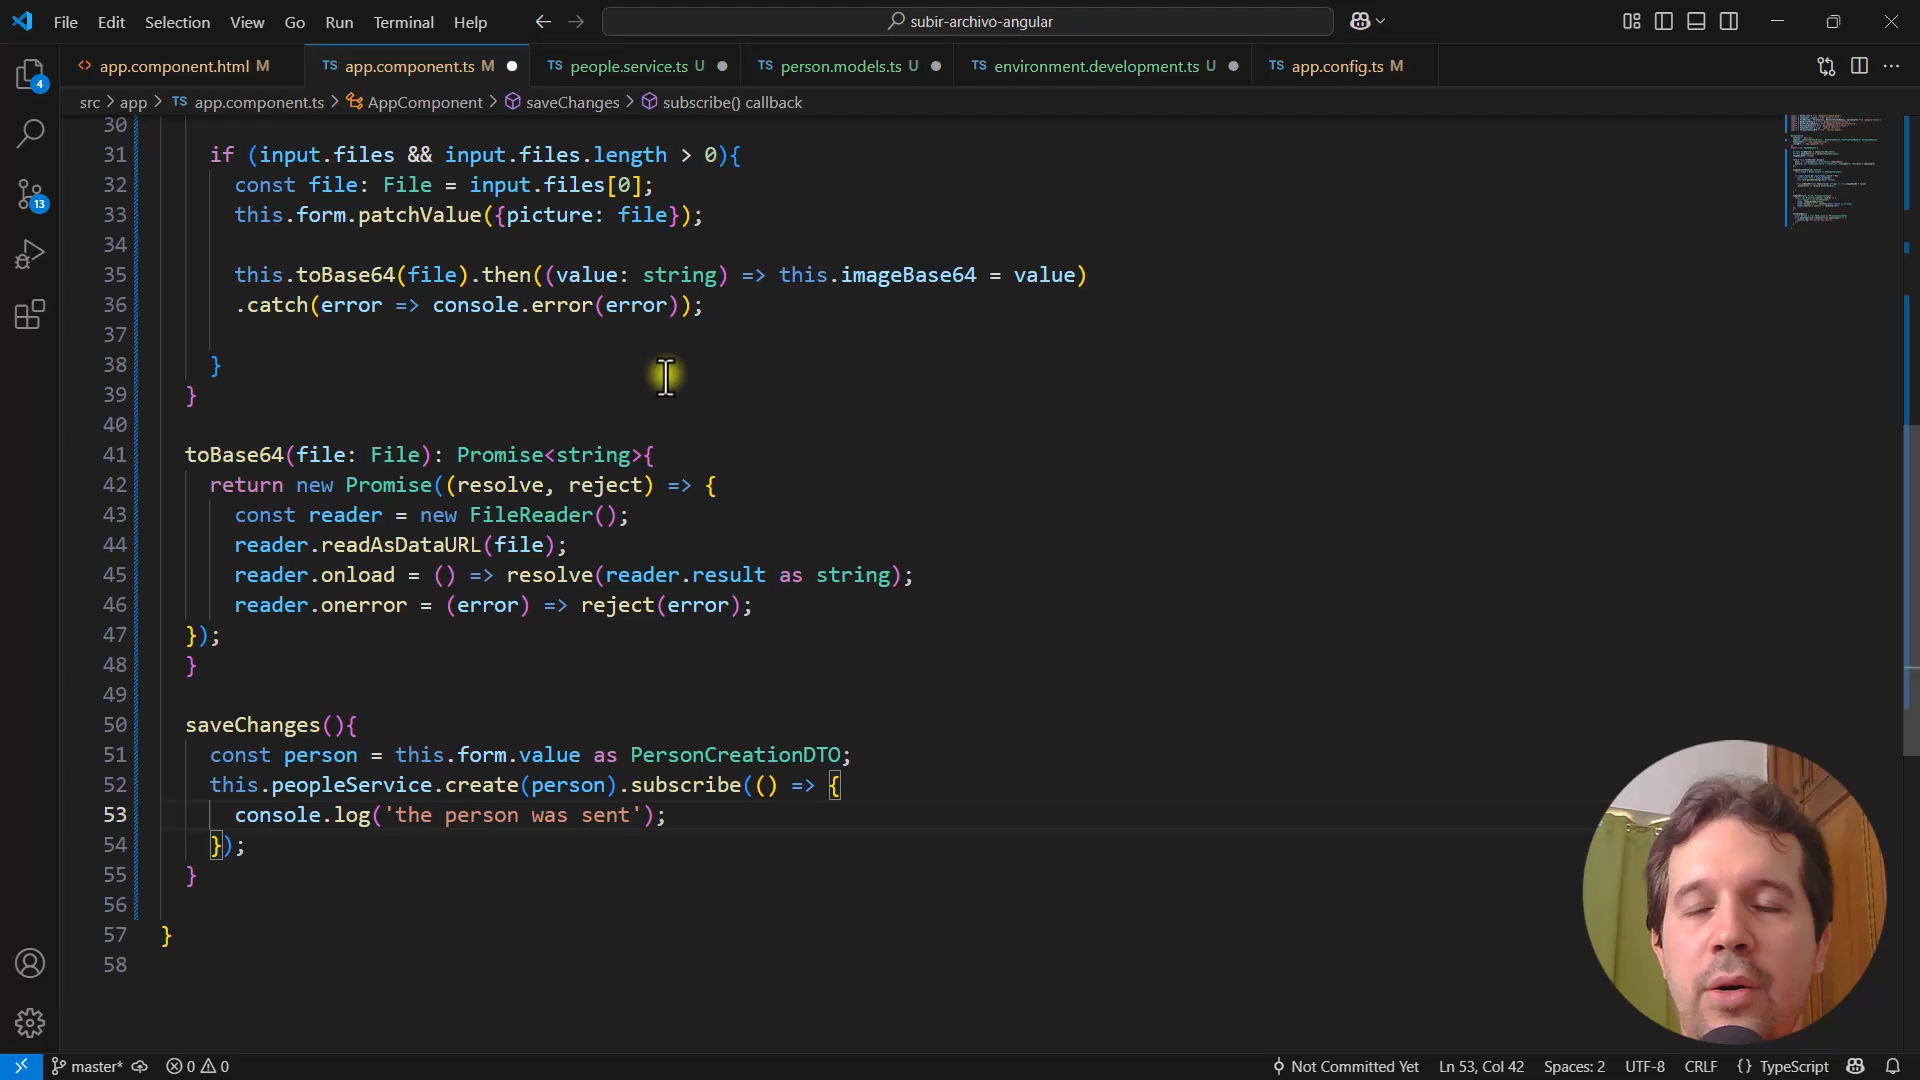 File Edit Selection View Go Run Terminal Help
subir-archivo-angular
<> app.component.html M
TS app.component.ts M
TS people.service.ts U
TS person.models.ts U
TS environment.development.ts U
TS app.config.ts M
src > app > TS app.component.ts > AppComponent > saveChanges > subscribe() callback
4
13
30
31 if (input.files && input.files.length > 0){
32 const file: File = input.files[0];
33 this.form.patchValue({picture: file});
34
35 this.toBase64(file).then((value: string) => this.imageBase64 = value)
36 .catch(error => console.error(error));
37
38 }
39 }
40
41 toBase64(file: File): Promise<string>{
42 return new Promise((resolve, reject) => {
43 const reader = new FileReader();
44 reader.readAsDataURL(file);
45 reader.onload = () => resolve(reader.result as string);
46 reader.onerror = (error) => reject(error);
47 });
48 }
49
50 saveChanges(){
51 const person = this.form.value as PersonCreationDTO;
52 this.peopleService.create(person).subscribe(() => {
53 console.log('the person was sent');
54 });
55 }
56
57 }
58
master* 0 0 Not Committed Yet Ln 53, Col 42 Spaces: 2 UTF-8 CRLF {} TypeScript